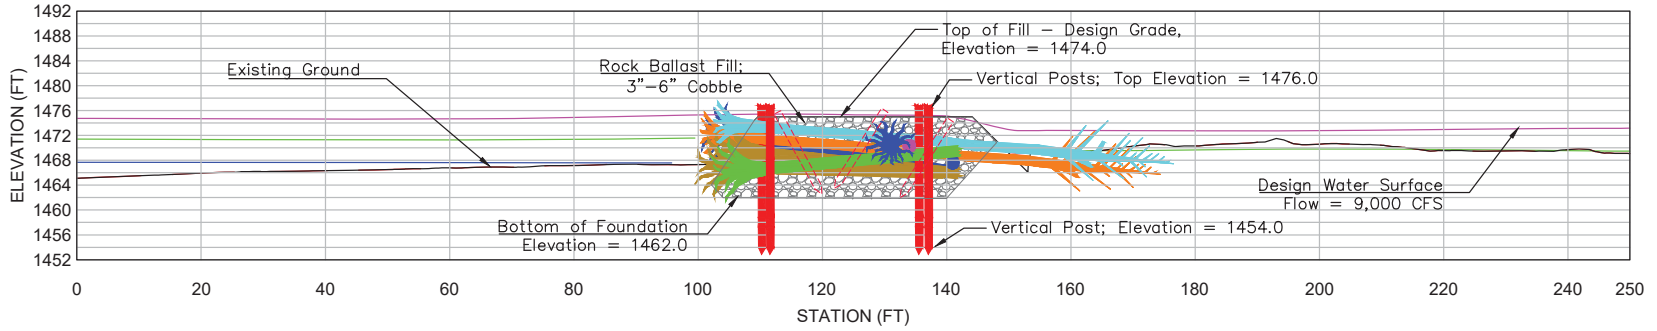 1492
1488
1484
1480
1476
1472
1468
1464
1460
1456
1452
ELEVATION (FT)
Existing Ground
Rock Ballast Fill;
3"-6" Cobble
Top of Fill – Design Grade,
Elevation = 1474.0
Vertical Posts; Top Elevation = 1476.0
Bottom of Foundation
Elevation = 1462.0
Vertical Post; Elevation = 1454.0
Design Water Surface
Flow = 9,000 CFS
0 20 40 60 80 100 120 140 160 180 200 220 240 250
STATION (FT)